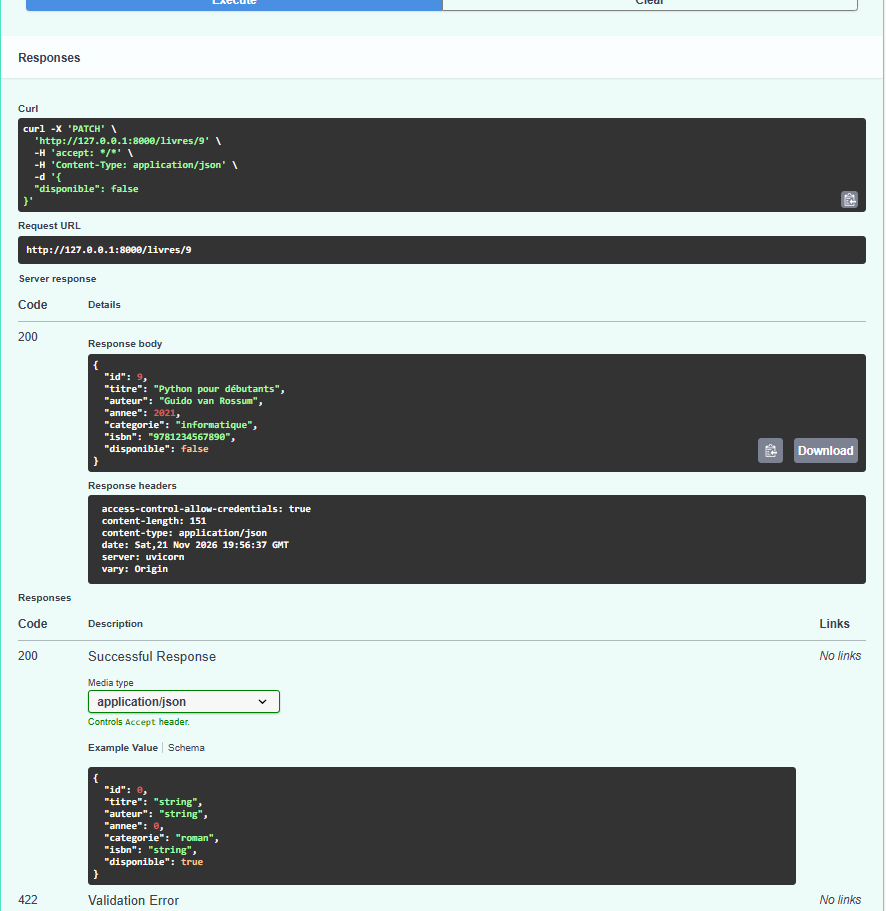 Execute
Clear
Responses
Curl
curl -X 'PATCH' \
  'http://127.0.0.1:8000/livres/9' \
  -H 'accept: */*' \
  -H 'Content-Type: application/json' \
  -d '{
  "disponible": false
}'
Request URL
http://127.0.0.1:8000/livres/9
Server response
Code Details
200
Response body
{
  "id": 9,
  "titre": "Python pour débutants",
  "auteur": "Guido van Rossum",
  "annee": 2021,
  "categorie": "informatique",
  "isbn": "9781234567890",
  "disponible": false
}
Download
Response headers
access-control-allow-credentials: true
content-length: 151
content-type: application/json
date: Sat,21 Nov 2026 19:56:37 GMT
server: uvicorn
vary: Origin
Responses
Code Description Links
200 Successful Response No links
Media type
application/json
Controls Accept header.
Example Value Schema
{
  "id": 0,
  "titre": "string",
  "auteur": "string",
  "annee": 0,
  "categorie": "roman",
  "isbn": "string",
  "disponible": true
}
422 Validation Error No links